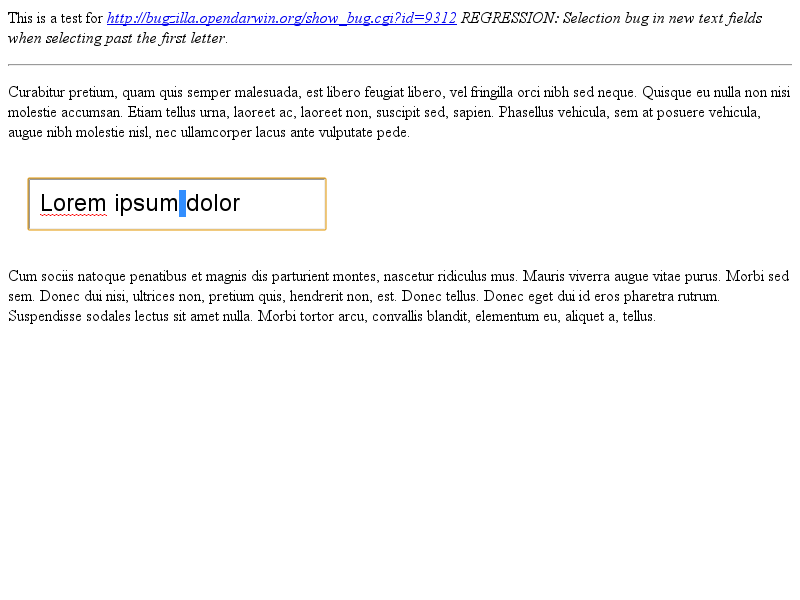 This is a test for http://bugzilla.opendarwin.org/show_bug.cgi?id=9312 REGRESSION: Selection bug in new text fields
when selecting past the first letter.
Curabitur pretium, quam quis semper malesuada, est libero feugiat libero, vel fringilla orci nibh sed neque. Quisque eu nulla non nisi
molestie accumsan. Etiam tellus urna, laoreet ac, laoreet non, suscipit sed, sapien. Phasellus vehicula, sem at posuere vehicula,
augue nibh molestie nisl, nec ullamcorper lacus ante vulputate pede.
Lorem ipsum dolor
Cum sociis natoque penatibus et magnis dis parturient montes, nascetur ridiculus mus. Mauris viverra augue vitae purus. Morbi sed
sem. Donec dui nisi, ultrices non, pretium quis, hendrerit non, est. Donec tellus. Donec eget dui id eros pharetra rutrum.
Suspendisse sodales lectus sit amet nulla. Morbi tortor arcu, convallis blandit, elementum eu, aliquet a, tellus.